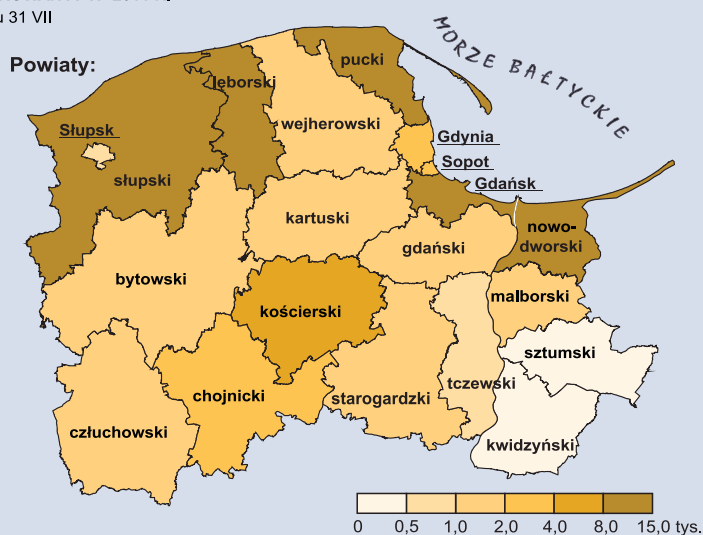 u 31 VII
Powiaty:
MORZE BAŁTYCKIE
pucki
lęborski
wejherowski
Słupsk
Gdynia
Sopot
słupski
Gdańsk
kartuski
nowo-
dworski
gdański
bytowski
malborski
kościerski
sztumski
tczewski
chojnicki
starogardzki
człuchowski
kwidzyński
0 0,5 1,0 2,0 4,0 8,0 15,0 tys.